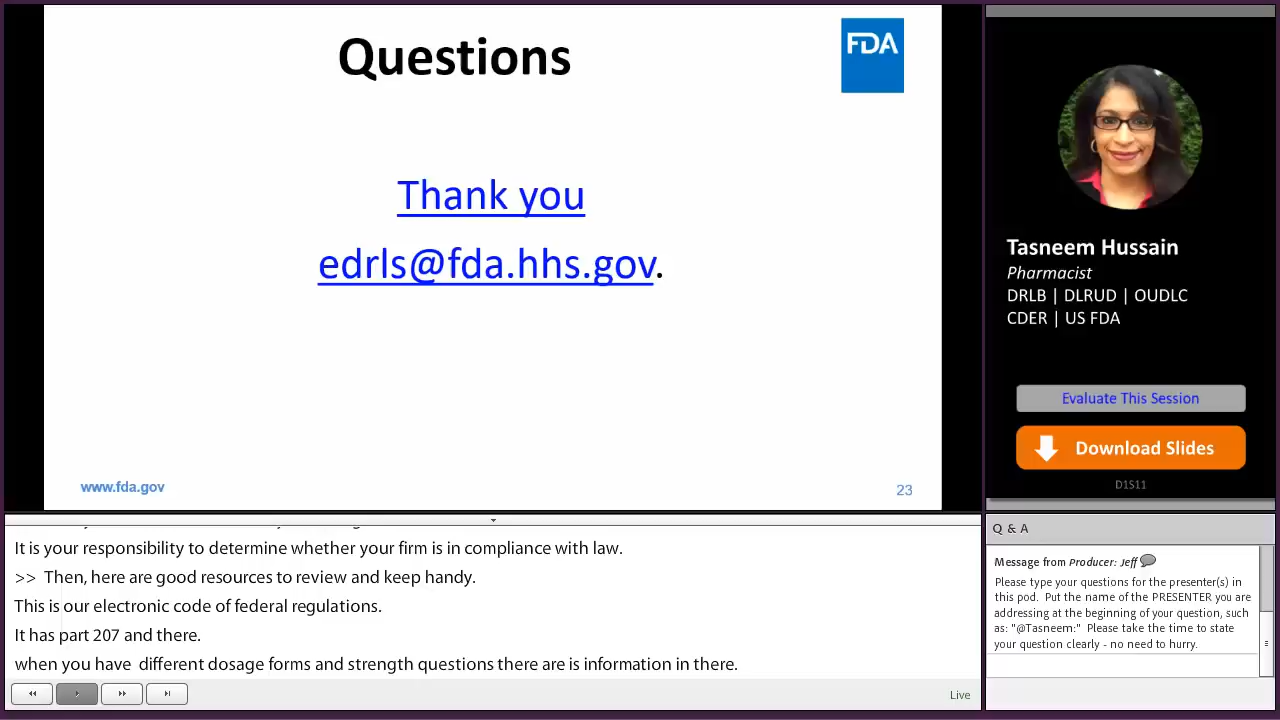 Questions
FDA
Thank you
edrls@fda.hhs.gov.
www.fda.gov
23
Tasneem Hussain
Pharmacist
DRLB | DLRUD | OUDLC
CDER | US FDA
Evaluate This Session
Download Slides
D1S11
It is your responsibility to determine whether your firm is in compliance with law.
>> Then, here are good resources to review and keep handy.
This is our electronic code of federal regulations.
It has part 207 and there.
when you have different dosage forms and strength questions there are is information in there.
Live
Q & A
Message from Producer: Jeff
Please type your questions for the presenter(s) in
this pod. Put the name of the PRESENTER you are
addressing at the beginning of your question, such
as: "@Tasneem:" Please take the time to state
your question clearly - no need to hurry.